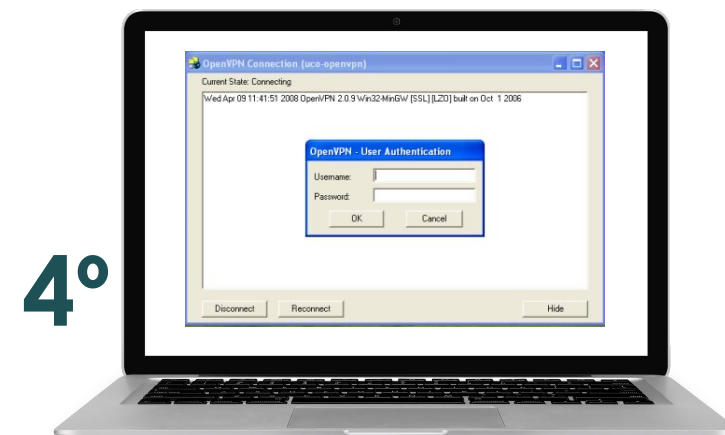 OpenVPN Connection (uco-openvpn)
Current State: Connecting
Wed Apr 09 11:41:51 2008 OpenVPN 2.0.9 Win32-MinGW [SSL] [LZO] built on Oct 1 2006
OpenVPN - User Authentication
Username:
Password:
OK Cancel
4º
Disconnect Reconnect Hide